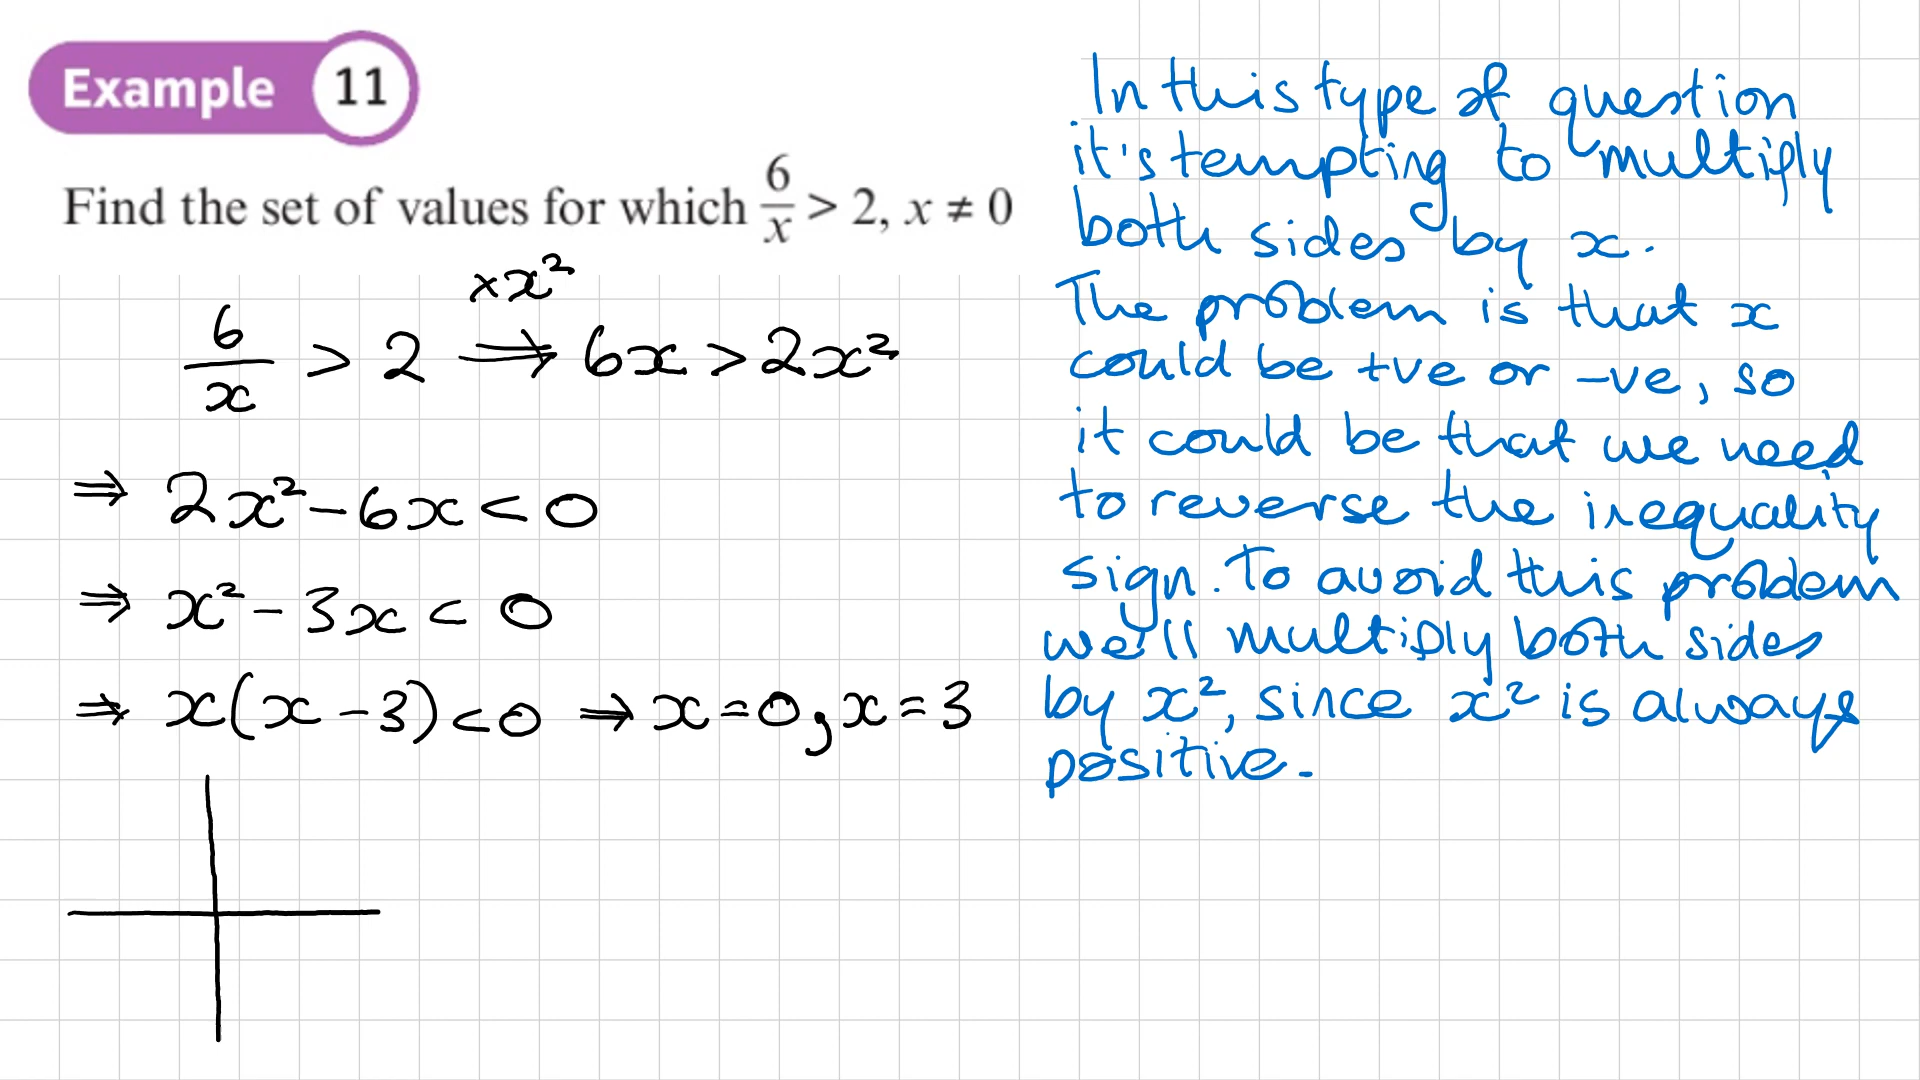 Example 11
Find the set of values for which 6/x > 2, x ≠ 0
×x²
6/x > 2 ⇒ 6x > 2x²
⇒ 2x² - 6x < 0
⇒ x² - 3x < 0
⇒ x(x - 3) < 0 ⇒ x = 0, x = 3
In this type of question
it's tempting to multiply
both sides by x.
The problem is that x
could be +ve or -ve, so
it could be that we need
to reverse the inequality
sign. To avoid this problem
we'll multiply both sides
by x², since x² is always
positive.